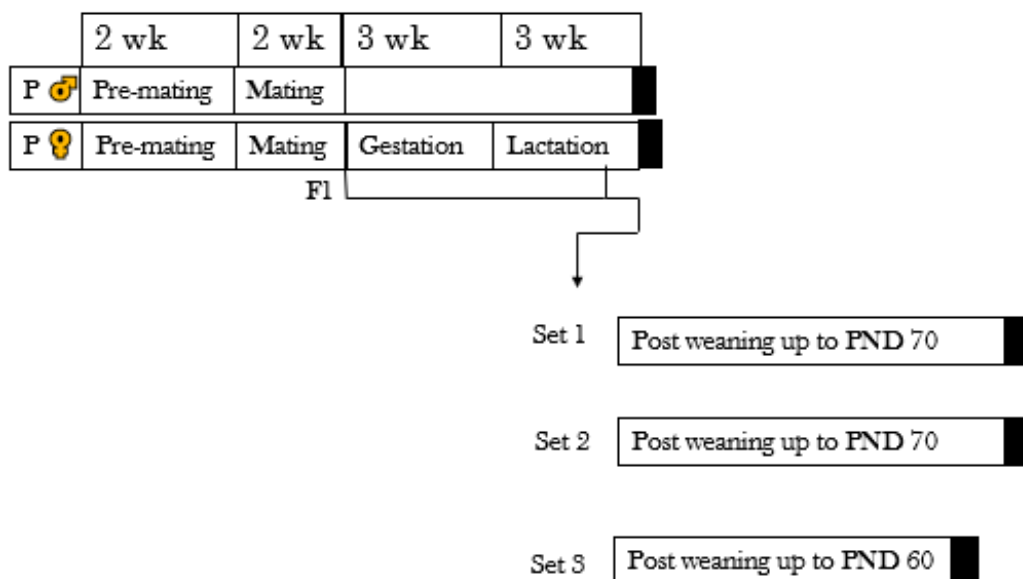 2 wk 2 wk 3 wk 3 wk
P Pre-mating Mating
P Pre-mating Mating Gestation Lactation
F1
Set 1 Post weaning up to PND 70
Set 2 Post weaning up to PND 70
Set 3 Post weaning up to PND 60